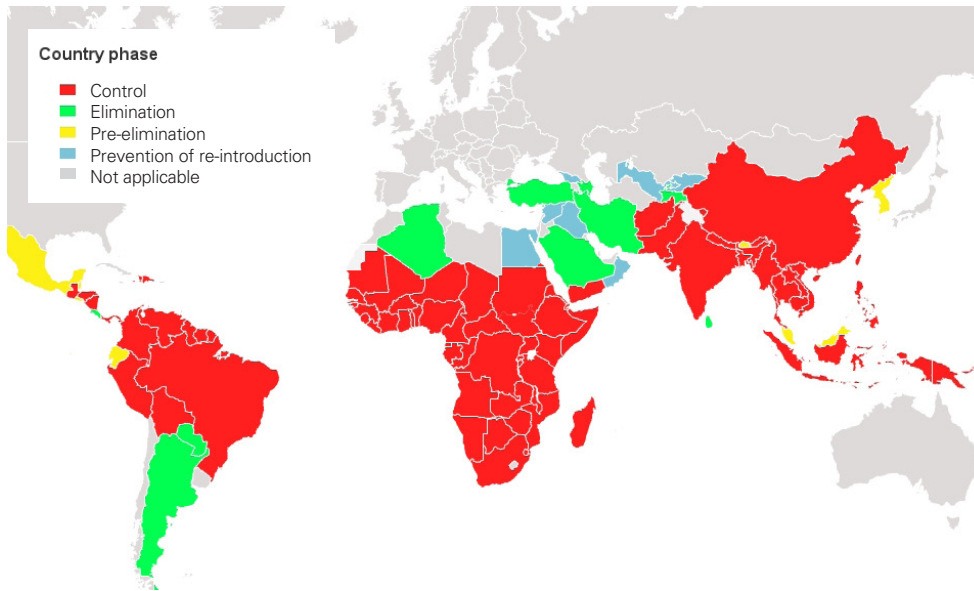 Country phase
Control
Elimination
Pre-elimination
Prevention of re-introduction
Not applicable